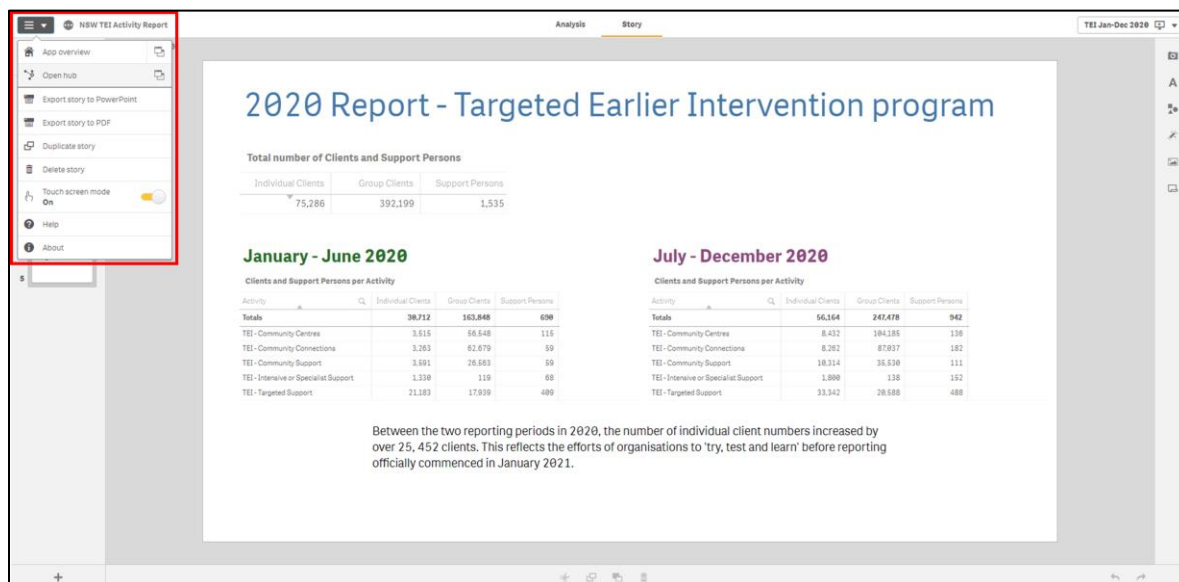 NSW TEI Activity Report
Analysis
Story
TEI Jan-Dec 2020
App overview
Open hub
Export story to PowerPoint
Export story to PDF
Duplicate story
Delete story
Touch screen mode
On
Help
About
5
A
2020 Report - Targeted Earlier Intervention program
Total number of Clients and Support Persons
Individual Clients Group Clients Support Persons
75,286 392,199 1,535
January - June 2020
Clients and Support Persons per Activity
Activity Individual Clients Group Clients Support Persons
Totals 30,712 163,848 690
TEI - Community Centres 3,515 56,548 115
TEI - Community Connections 3,263 62,679 59
TEI - Community Support 3,591 26,563 59
TEI - Intensive or Specialist Support 1,330 119 68
TEI - Targeted Support 21,183 17,939 409
July - December 2020
Clients and Support Persons per Activity
Activity Individual Clients Group Clients Support Persons
Totals 56,164 247,478 942
TEI - Community Centres 8,432 104,185 136
TEI - Community Connections 8,262 87,037 182
TEI - Community Support 10,314 35,530 111
TEI - Intensive or Specialist Support 1,800 138 152
TEI - Targeted Support 33,342 20,588 488
Between the two reporting periods in 2020, the number of individual client numbers increased by
over 25, 452 clients. This reflects the efforts of organisations to 'try, test and learn' before reporting
officially commenced in January 2021.